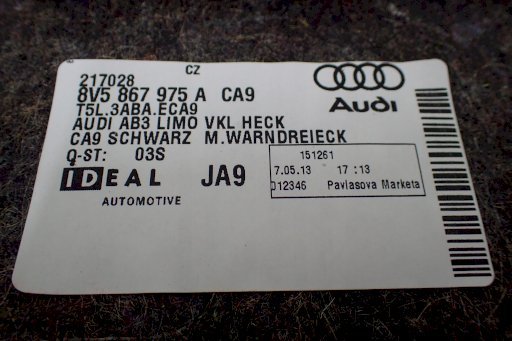 217028
CZ
8V5 867 975 A CA9
T5L.3ABA.ECA9
AUDI AB3 LIMO VKL HECK
CA9 SCHWARZ M.WARNDREIECK
Q-ST: 03S
IDEAL
AUTOMOTIVE
JA9
Audi
151261
7.05.13 17:13
012346 Pavlasova Marketa